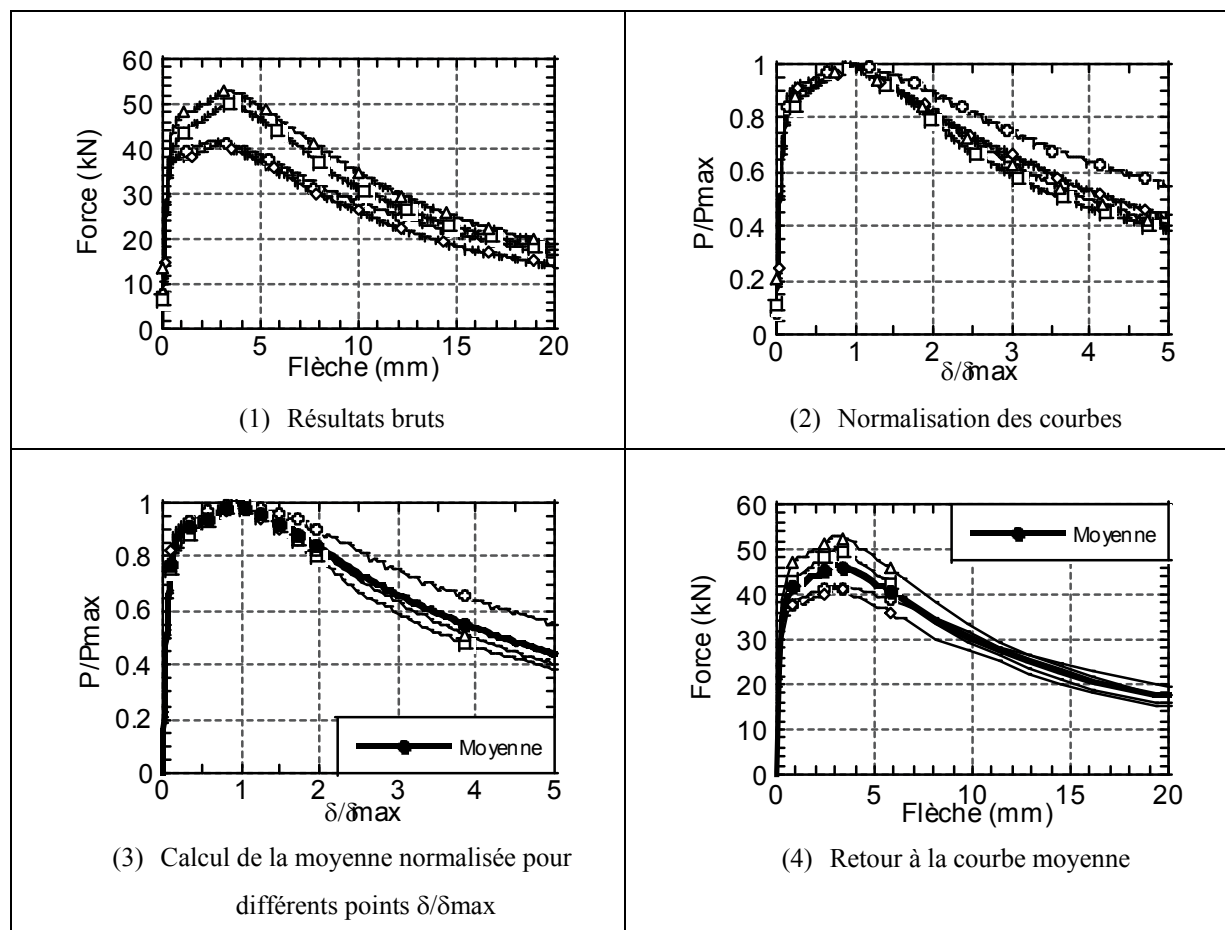 60
50
40
30
20
10
0
Force (kN)
0 5 10 15 20
Flèche (mm)
(1) Résultats bruts
1
0.8
0.6
0.4
0.2
0
P/Pmax
0 1 2 3 4 5
δ/δmax
(2) Normalisation des courbes
1
0.8
0.6
0.4
0.2
0
P/Pmax
Moyenne
0 1 2 3 4 5
δ/δmax
(3) Calcul de la moyenne normalisée pour
différents points δ/δmax
60
50
40
30
20
10
0
Force (kN)
Moyenne
0 5 10 15 20
Flèche (mm)
(4) Retour à la courbe moyenne